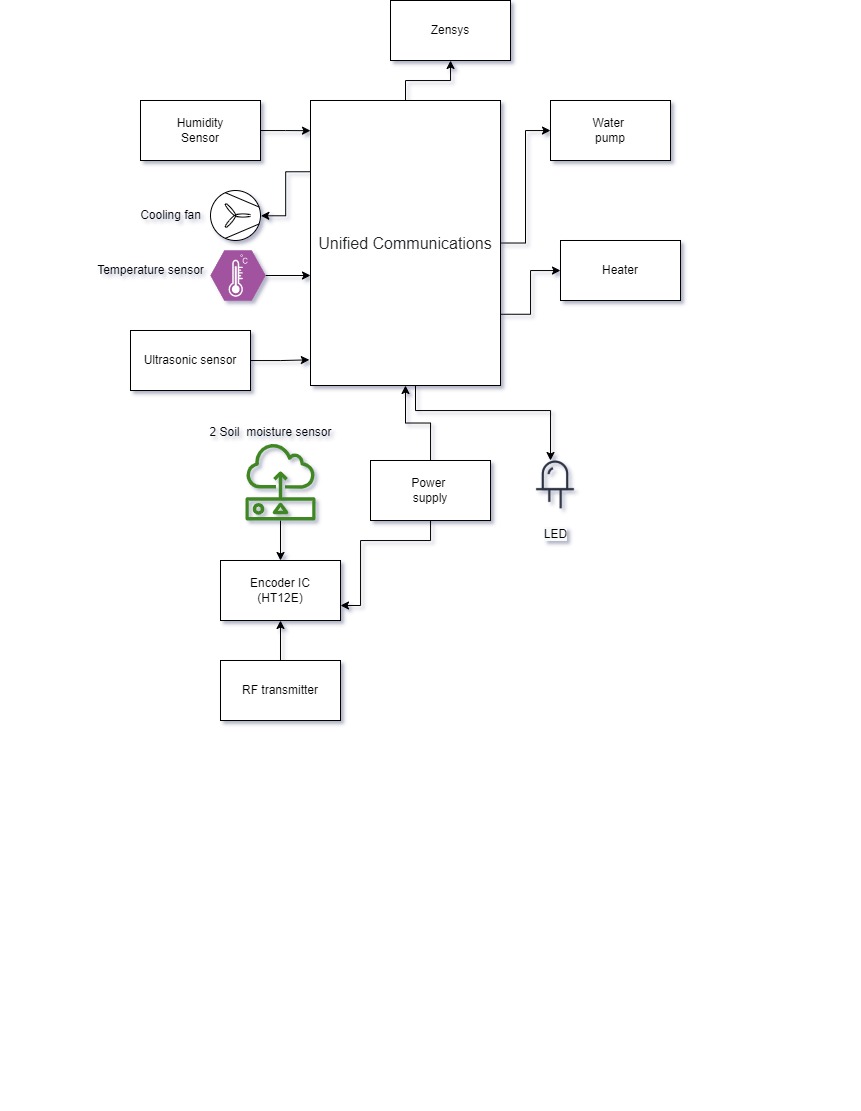 Zensys
Humidity
Sensor
Water
pump
Cooling fan
°C
Unified Communications
Temperature sensor
Heater
Ultrasonic sensor
2 Soil  moisture sensor
Power
supply
LED
Encoder IC
(HT12E)
RF transmitter